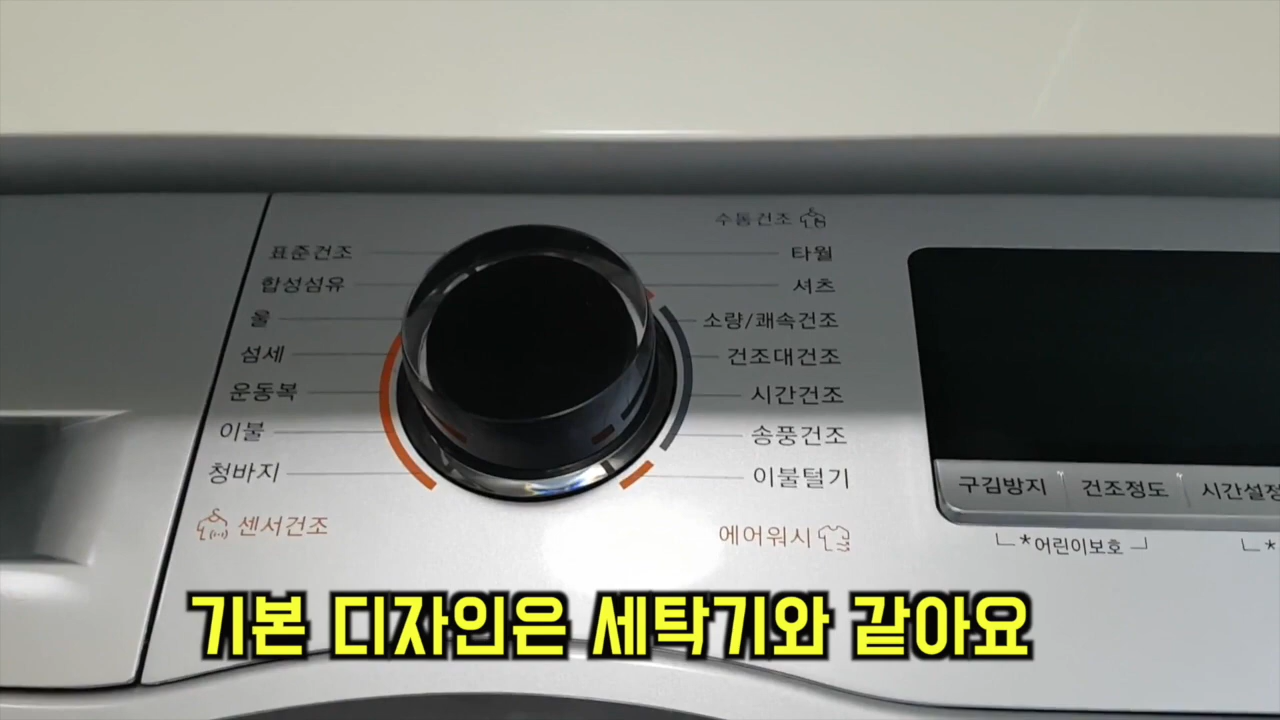 수동건조
표준건조
타월
합성섬유
셔츠
울
소량/쾌속건조
섬세
건조대건조
운동복
시간건조
이불
송풍건조
청바지
이불털기
센서건조
에어워시
구김방지
건조정도
시간설정
*어린이보호
*
기본 디자인은 세탁기와 같아요